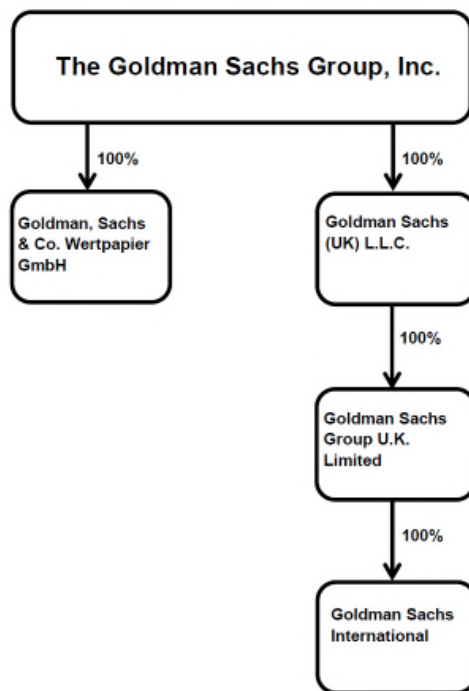 The Goldman Sachs Group, Inc.
100%
100%
Goldman, Sachs
& Co. Wertpapier
GmbH
Goldman Sachs
(UK) L.L.C.
100%
Goldman Sachs
Group U.K.
Limited
100%
Goldman Sachs
International